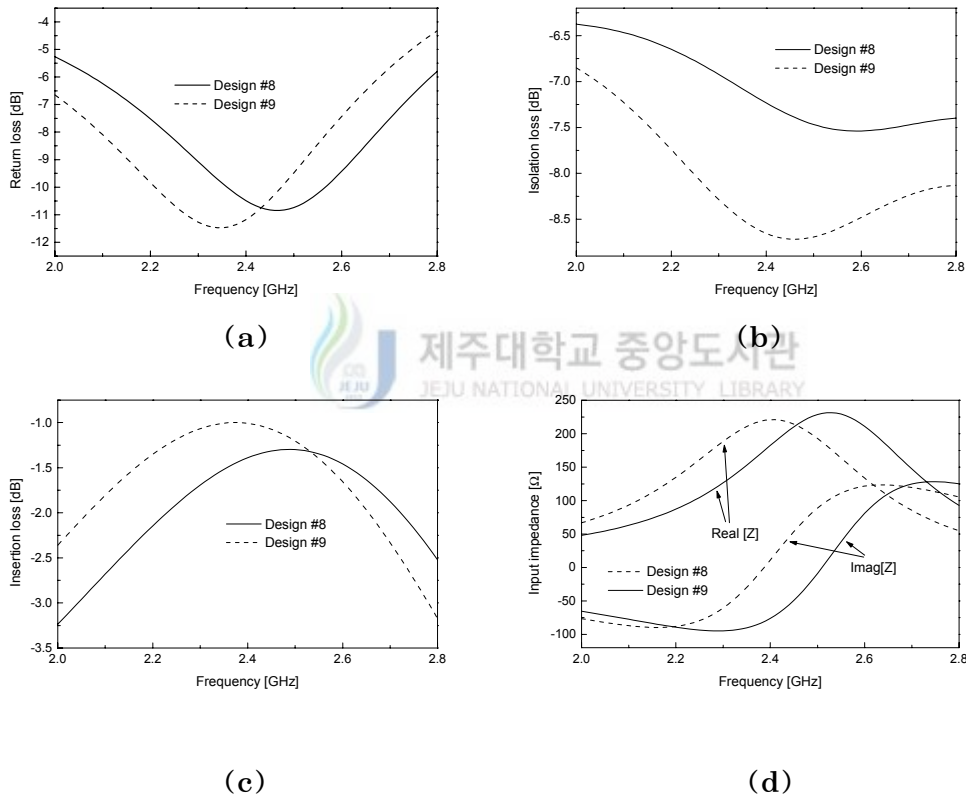 -4
-5
-6
-7
-8
-9
-10
-11
-12
Return loss [dB]
Design #8
Design #9
2.0 2.2 2.4 2.6 2.8
Frequency [GHz]
(a)
-6.5
-7.0
-7.5
-8.0
-8.5
Isolation loss [dB]
Design #8
Design #9
2.0 2.2 2.4 2.6 2.8
Frequency [GHz]
(b)
JEJU
1952
제주대학교 중앙도서관
JEJU NATIONAL UNIVERSITY LIBRARY
-1.0
-1.5
-2.0
-2.5
-3.0
-3.5
Insertion loss [dB]
Design #8
Design #9
2.0 2.2 2.4 2.6 2.8
Frequency [GHz]
(c)
250
200
150
100
50
0
-50
-100
Input impedance [Ω]
Real [Z]
Imag[Z]
Design #8
Design #9
2.0 2.2 2.4 2.6 2.8
Frequency [GHz]
(d)